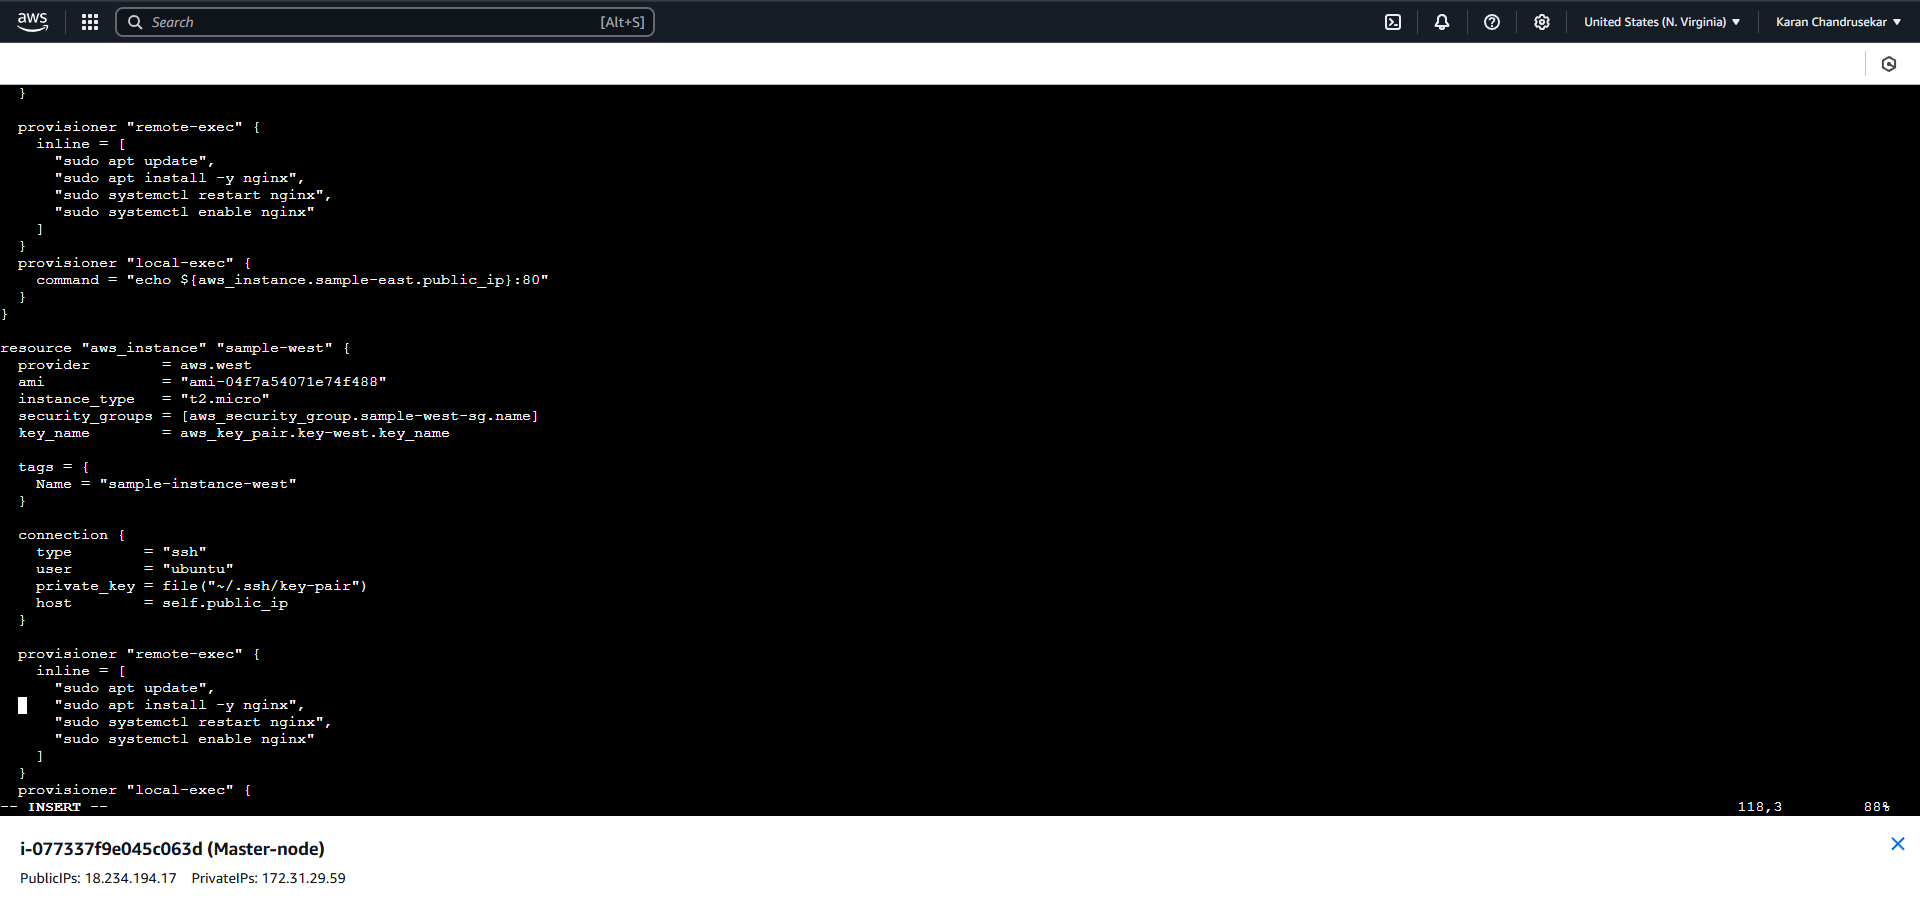 aws
Search [Alt+S]
United States (N. Virginia) Karan Chandrusekar
  }

  provisioner "remote-exec" {
    inline = [
      "sudo apt update",
      "sudo apt install -y nginx",
      "sudo systemctl restart nginx",
      "sudo systemctl enable nginx"
    ]
  }
  provisioner "local-exec" {
    command = "echo ${aws_instance.sample-east.public_ip}:80"
  }
}

resource "aws_instance" "sample-west" {
  provider        = aws.west
  ami             = "ami-04f7a54071e74f488"
  instance_type   = "t2.micro"
  security_groups = [aws_security_group.sample-west-sg.name]
  key_name        = aws_key_pair.key-west.key_name

  tags = {
    Name = "sample-instance-west"
  }

  connection {
    type        = "ssh"
    user        = "ubuntu"
    private_key = file("~/.ssh/key-pair")
    host        = self.public_ip
  }

  provisioner "remote-exec" {
    inline = [
      "sudo apt update",
      "sudo apt install -y nginx",
      "sudo systemctl restart nginx",
      "sudo systemctl enable nginx"
    ]
  }
  provisioner "local-exec" {
-- INSERT -- 118,3 88%
i-077337f9e045c063d (Master-node)
PublicIPs: 18.234.194.17 PrivateIPs: 172.31.29.59